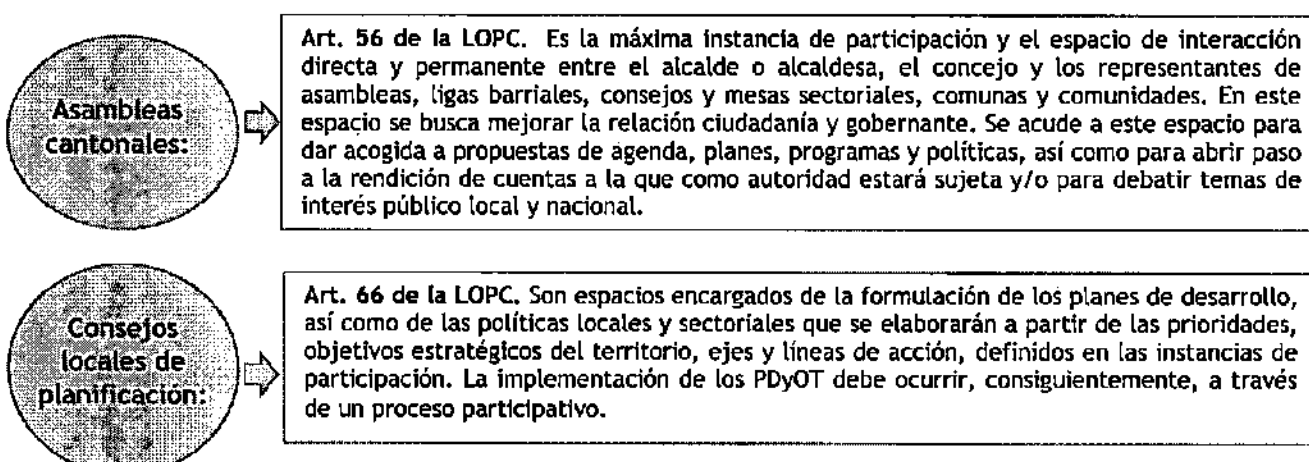 Asambleas
cantonales:
Art. 56 de la LOPC. Es la máxima instancia de participación y el espacio de interacción
directa y permanente entre el alcalde o alcaldesa, el concejo y los representantes de
asambleas, ligas barriales, consejos y mesas sectoriales, comunas y comunidades. En este
espacio se busca mejorar la relación ciudadanía y gobernante. Se acude a este espacio para
dar acogida a propuestas de agenda, planes, programas y políticas, así como para abrir paso
a la rendición de cuentas a la que como autoridad estará sujeta y/o para debatir temas de
interés público local y nacional.
Consejos
locales de
planificación:
Art. 66 de la LOPC. Son espacios encargados de la formulación de los planes de desarrollo,
así como de las políticas locales y sectoriales que se elaborarán a partir de las prioridades,
objetivos estratégicos del territorio, ejes y líneas de acción, definidos en las instancias de
participación. La implementación de los PDyOT debe ocurrir, consiguientemente, a través
de un proceso participativo.